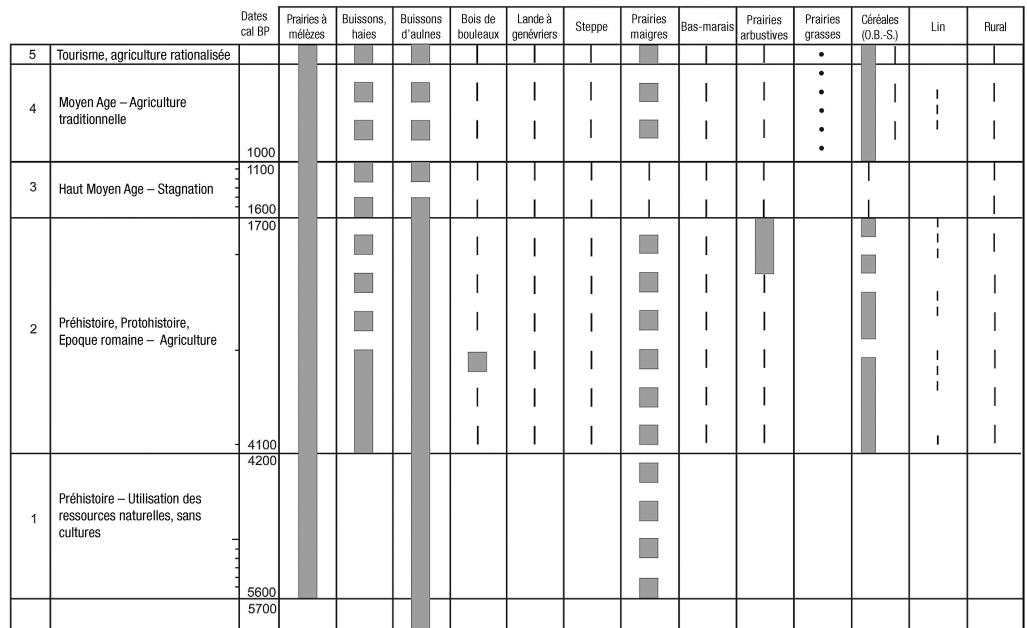 Dates
cal BP
Prairies à
mélèzes
Buissons,
haies
Buissons
d'aulnes
Bois de
bouleaux
Lande à
genévriers
Steppe
Prairies
maigres
Bas-marais
Prairies
arbustives
Prairies
grasses
Céréales
(O.B.-S.)
Lin
Rural
5
Tourisme, agriculture rationalisée
4
Moyen Age – Agriculture
traditionnelle
1000
1100
3
Haut Moyen Age – Stagnation
1600
1700
2
Préhistoire, Protohistoire,
Epoque romaine – Agriculture
4100
4200
1
Préhistoire – Utilisation des
ressources naturelles, sans
cultures
5600
5700